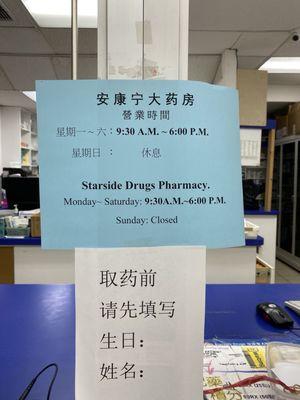 安康宁大药房
營業時間
星期一~六：9:30 A.M. ~ 6:00 P.M.
星期日 ： 休息
Starside Drugs Pharmacy.
Monday~ Saturday: 9:30A.M.~6:00 P.M.
Sunday: Closed
取药前
请先填写
生日：
姓名：